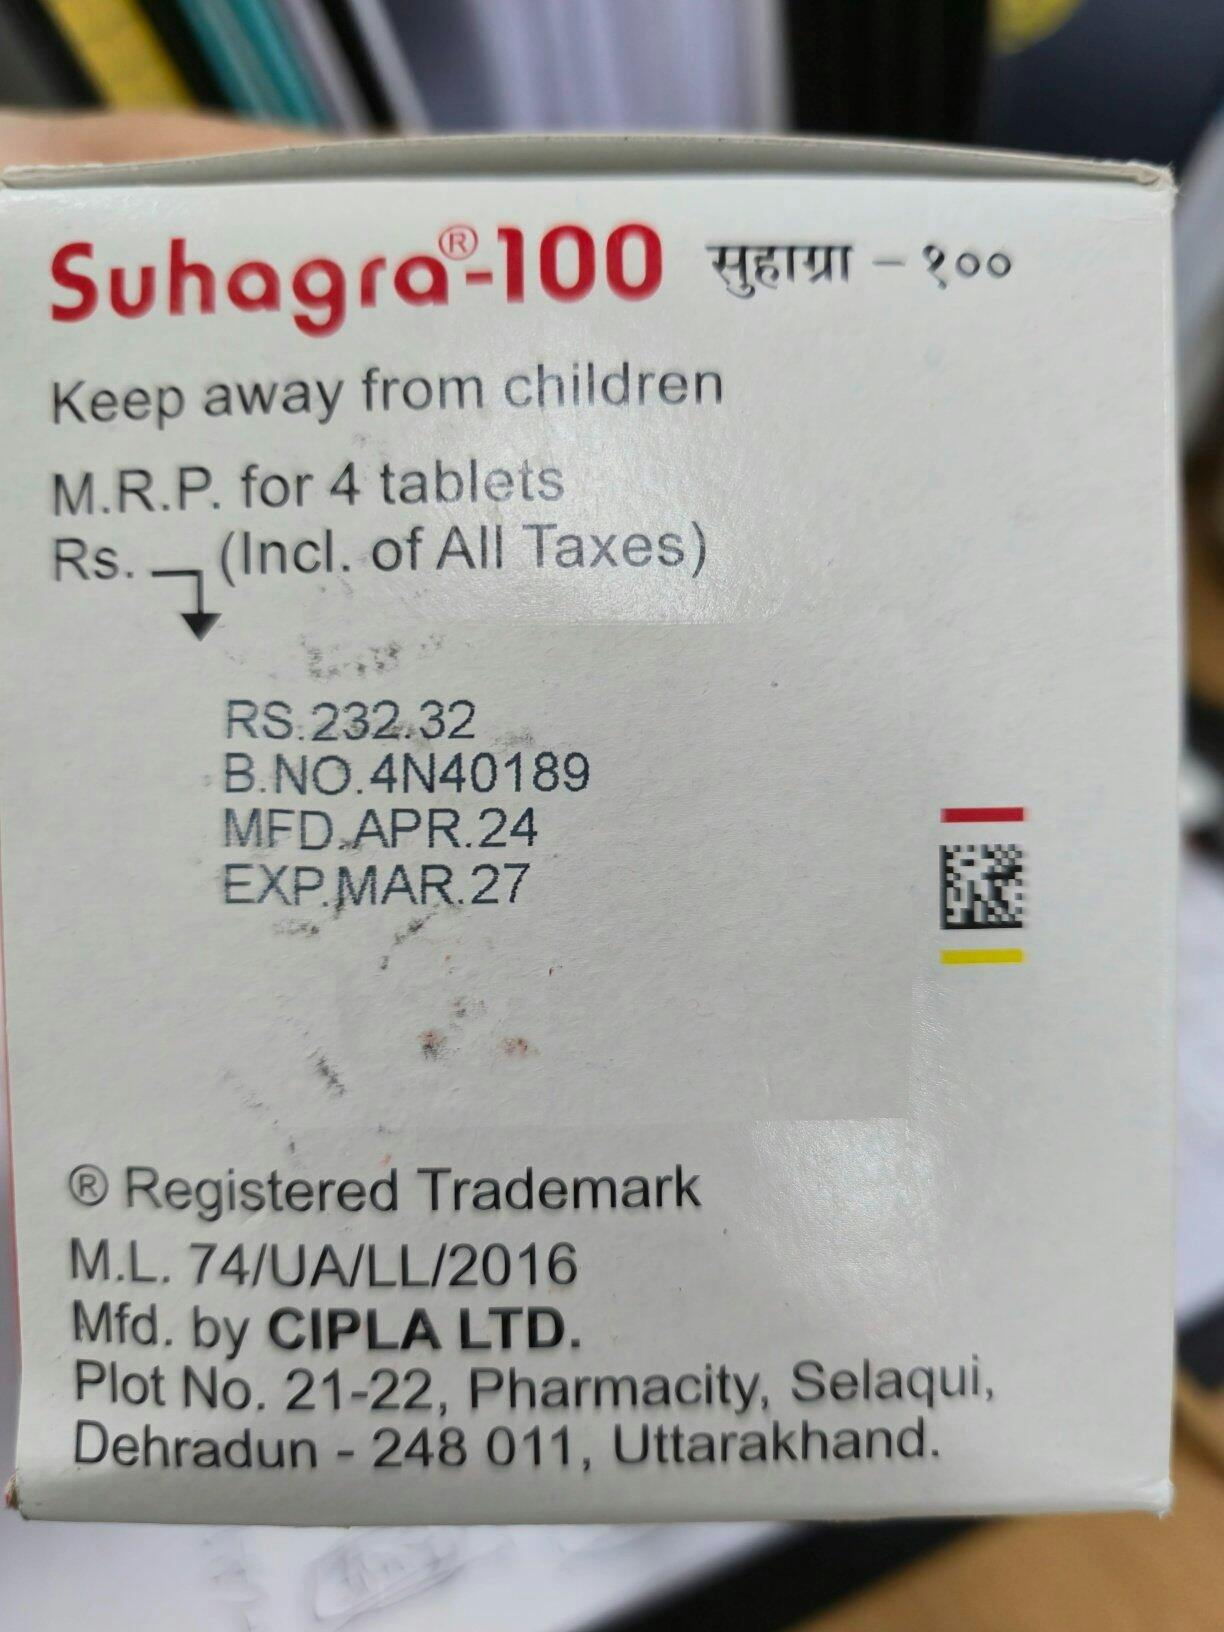 Suhagra®-100 सुहाग्रा – १००
Keep away from children
M.R.P. for 4 tablets
Rs. (Incl. of All Taxes)
RS.232.32
B.NO.4N40189
MFD.APR.24
EXP.MAR.27
® Registered Trademark
M.L. 74/UA/LL/2016
Mfd. by CIPLA LTD.
Plot No. 21-22, Pharmacity, Selaqui,
Dehradun - 248 011, Uttarakhand.